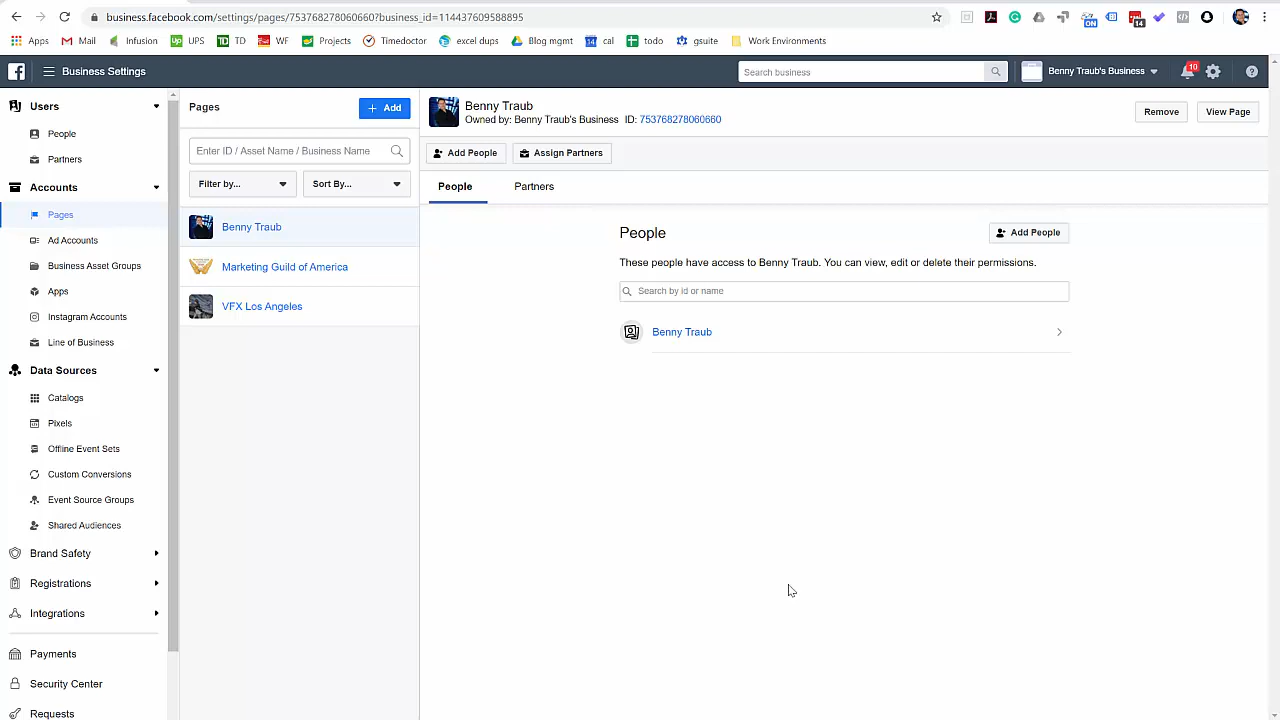 business.facebook.com/settings/pages/753768278060660?business_id=114437609588895
ON
14
Apps
Mail
Infusion
UPS
TD
WF
Projects
Timedoctor
excel dups
Blog mgmt
14
cal
todo
gsuite
Work Environments
Business Settings
Search business
Benny Traub's Business
10
Users
People
Partners
Accounts
Pages
Ad Accounts
Business Asset Groups
Apps
Instagram Accounts
Line of Business
Data Sources
Catalogs
Pixels
Offline Event Sets
Custom Conversions
Event Source Groups
Shared Audiences
Brand Safety
Registrations
Integrations
Payments
Security Center
Requests
Pages
+ Add
Enter ID / Asset Name / Business Name
Filter by...
Sort By...
Benny Traub
Marketing Guild of America
VFX Los Angeles
Benny Traub
Owned by: Benny Traub's Business ID: 753768278060660
Remove
View Page
Add People
Assign Partners
People
Partners
People
Add People
These people have access to Benny Traub. You can view, edit or delete their permissions.
Search by id or name
Benny Traub